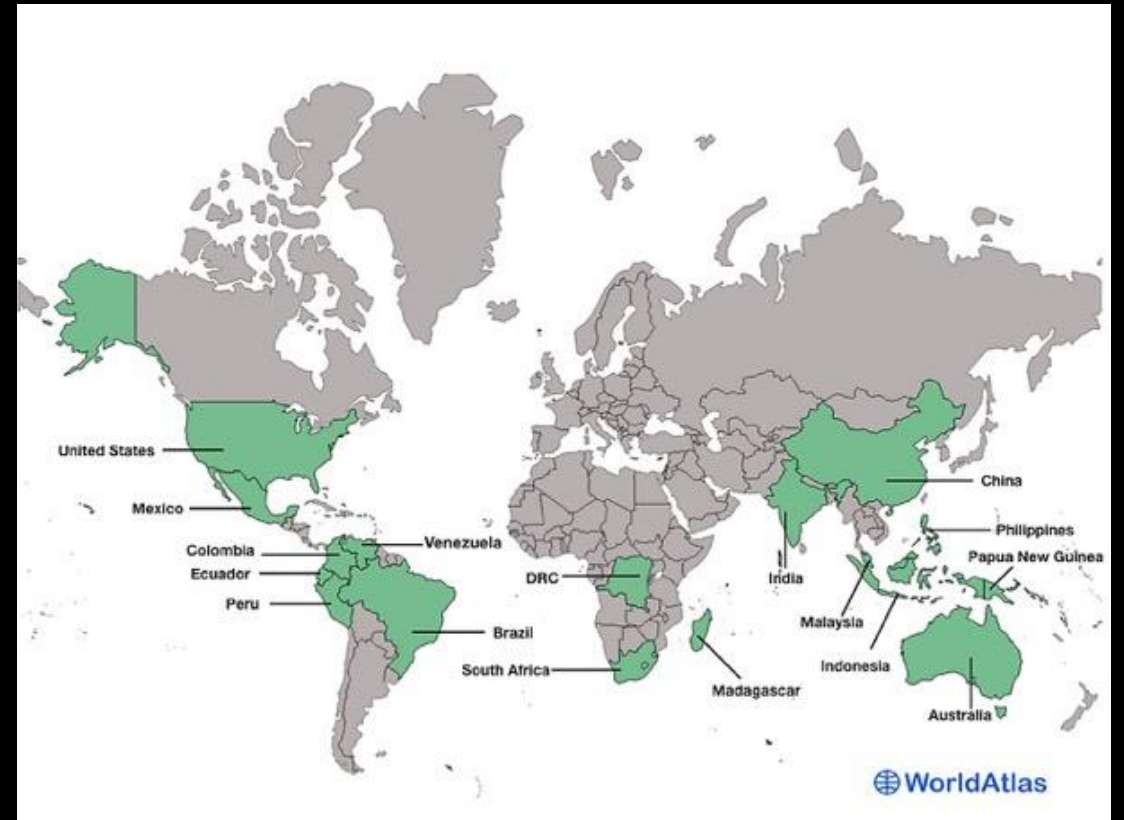 United States
China
Mexico
Philippines
Venezuela
Colombia
Papua New Guinea
Ecuador
DRC
India
Peru
Malaysia
Brazil
Indonesia
South Africa
Madagascar
Australia
WorldAtlas